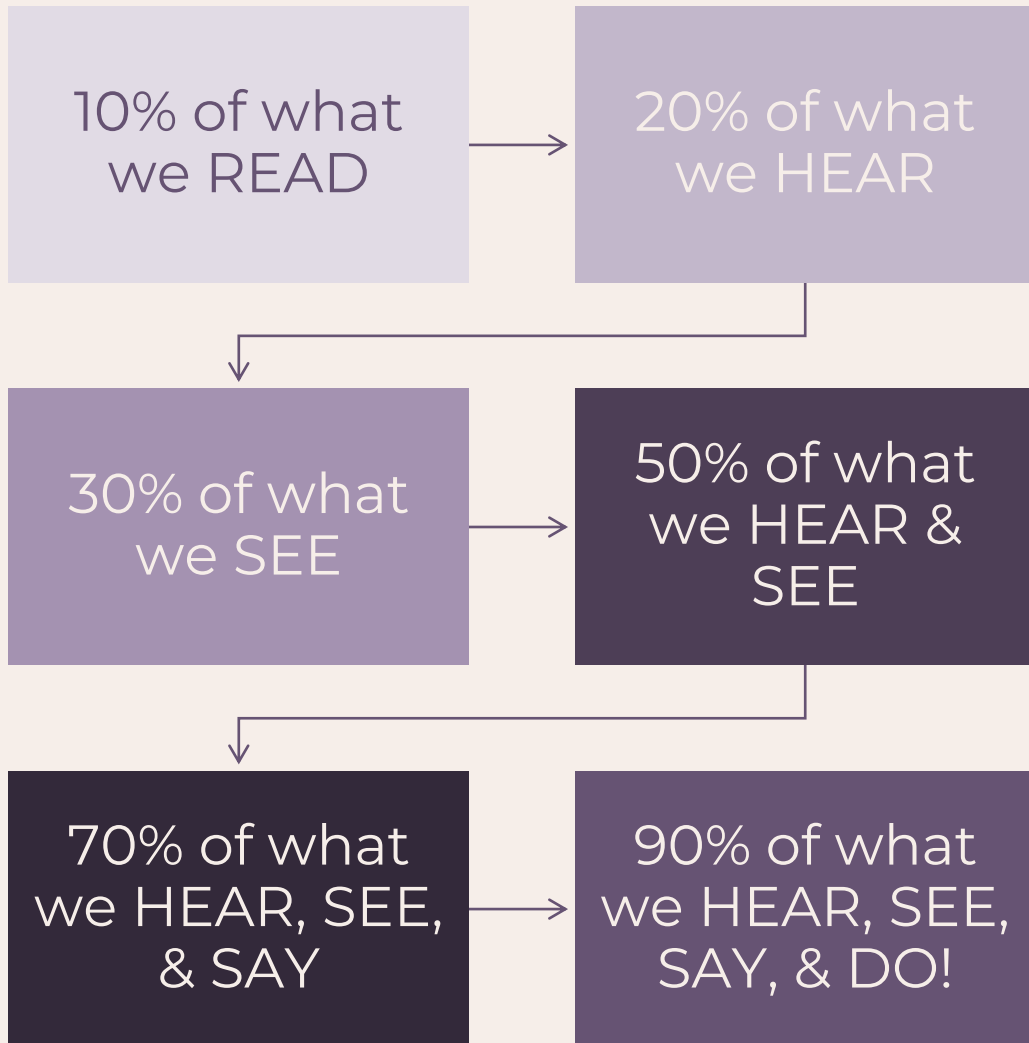 10% of what
we READ
20% of what
we HEAR
30% of what
we SEE
50% of what
we HEAR &
SEE
70% of what
we HEAR, SEE,
& SAY
90% of what
we HEAR, SEE,
SAY, & DO!